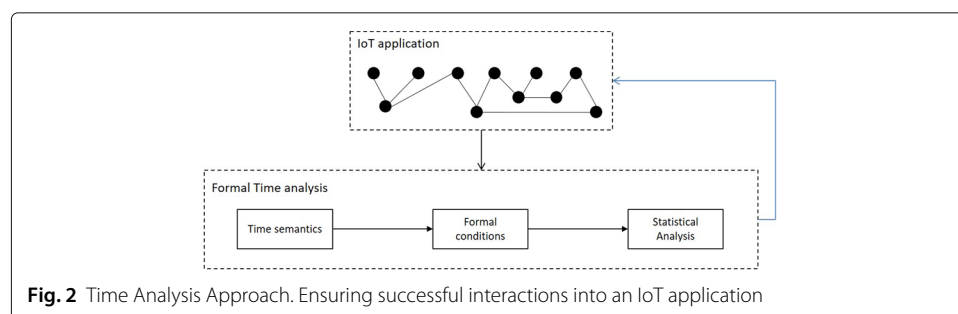 IoT application
Formal Time analysis
Time semantics
Formal
conditions
Statistical
Analysis
Fig. 2 Time Analysis Approach. Ensuring successful interactions into an IoT application